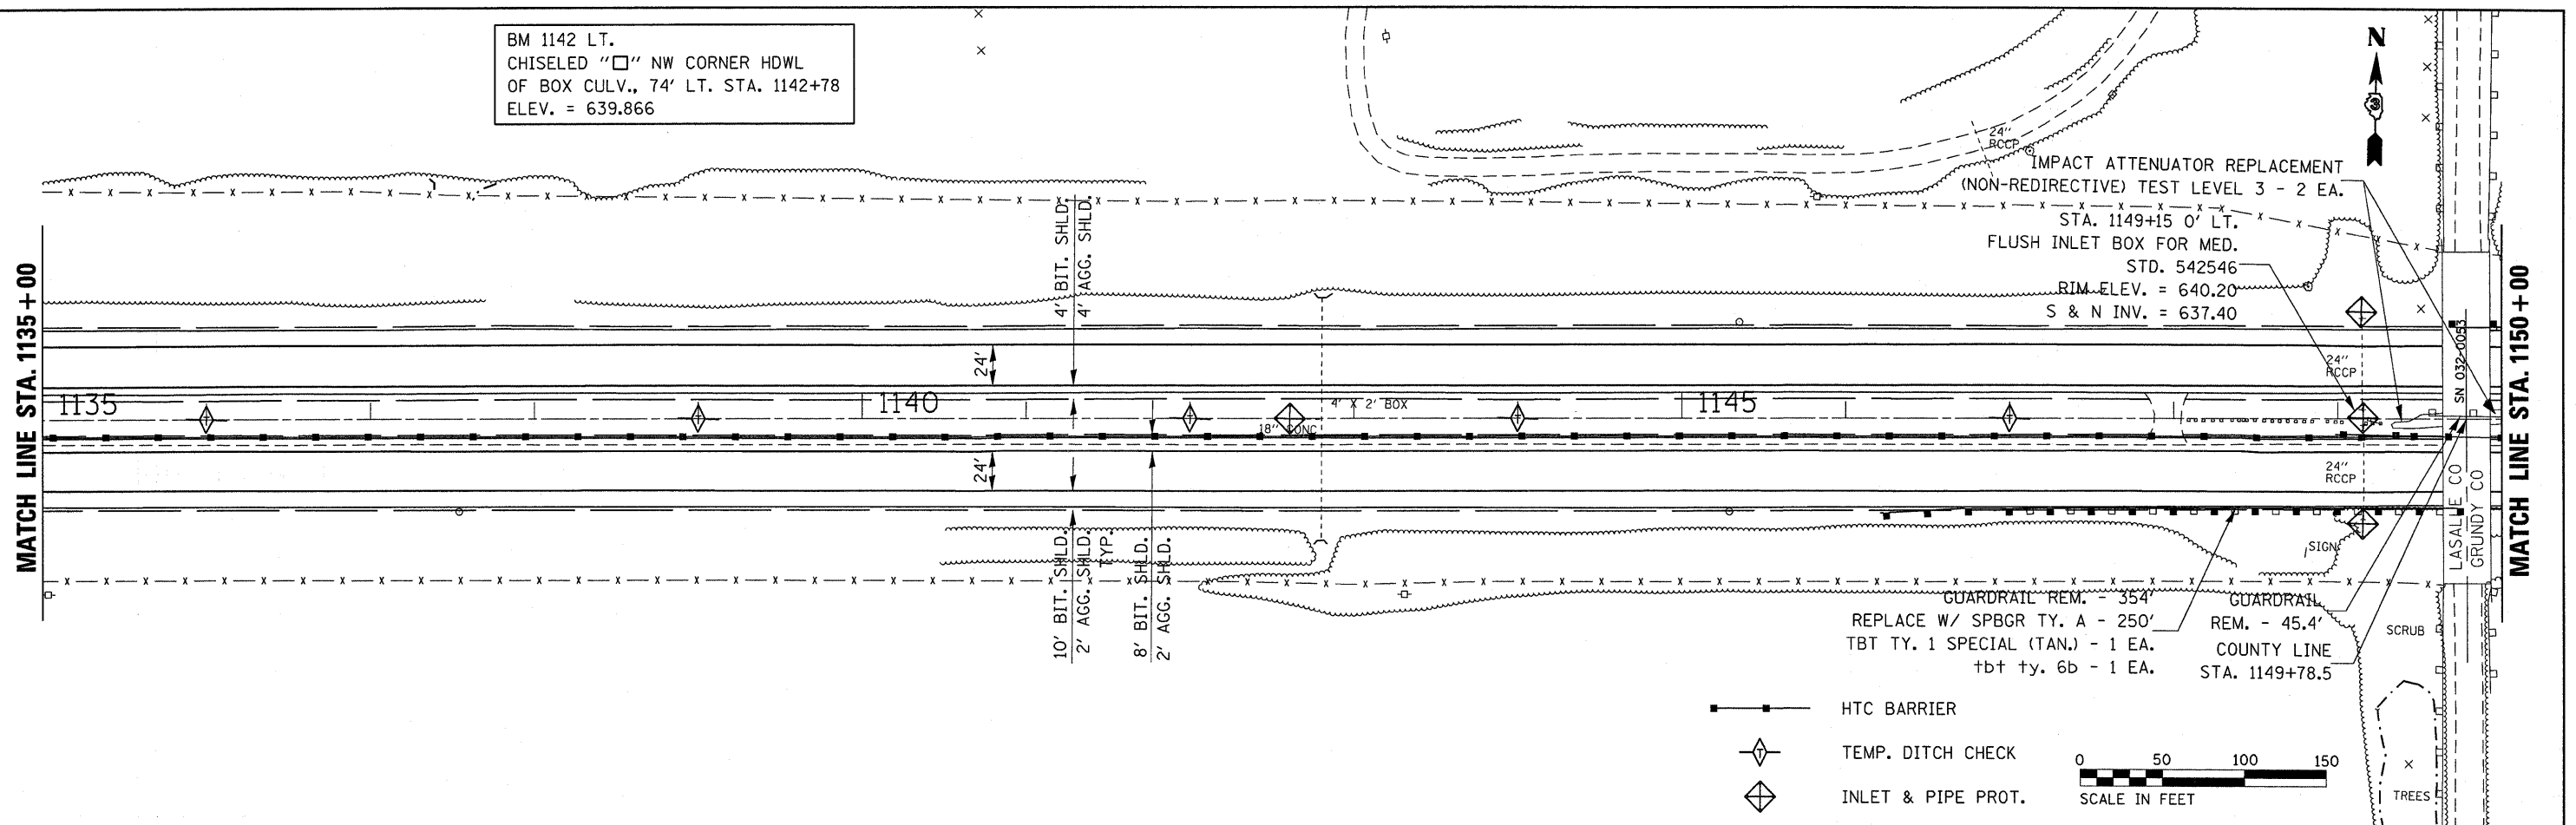 BM 1142 LT.
CHISELED "□" NW CORNER HDWL
OF BOX CULV., 74' LT. STA. 1142+78
ELEV. = 639.866
N
3
24"
RCCP
IMPACT ATTENUATOR REPLACEMENT
(NON-REDIRECTIVE) TEST LEVEL 3 - 2 EA.
STA. 1149+15 0' LT.
FLUSH INLET BOX FOR MED.
STD. 542546
RIM ELEV. = 640.20
S & N INV. = 637.40
MATCH LINE STA. 1135+00
4' BIT. SHLD.
4' AGG. SHLD.
24'
1135
1140
1145
4' X 2' BOX
18" CONC
24"
RCCP
SN 032-0053
MATCH LINE STA. 1150+00
24'
24"
RCCP
LASALLE CO
GRUNDY CO
10' BIT. SHLD.
2' AGG. SHLD.
TYP.
8' BIT. SHLD.
2' AGG. SHLD.
SIGN
GUARDRAIL REM. - 354'
REPLACE W/ SPBGR TY. A - 250'
TBT TY. 1 SPECIAL (TAN.) - 1 EA.
tbt ty. 6b - 1 EA.
GUARDRAIL
REM. - 45.4'
COUNTY LINE
STA. 1149+78.5
SCRUB
HTC BARRIER
T TEMP. DITCH CHECK
INLET & PIPE PROT.
0 50 100 150
SCALE IN FEET
TREES